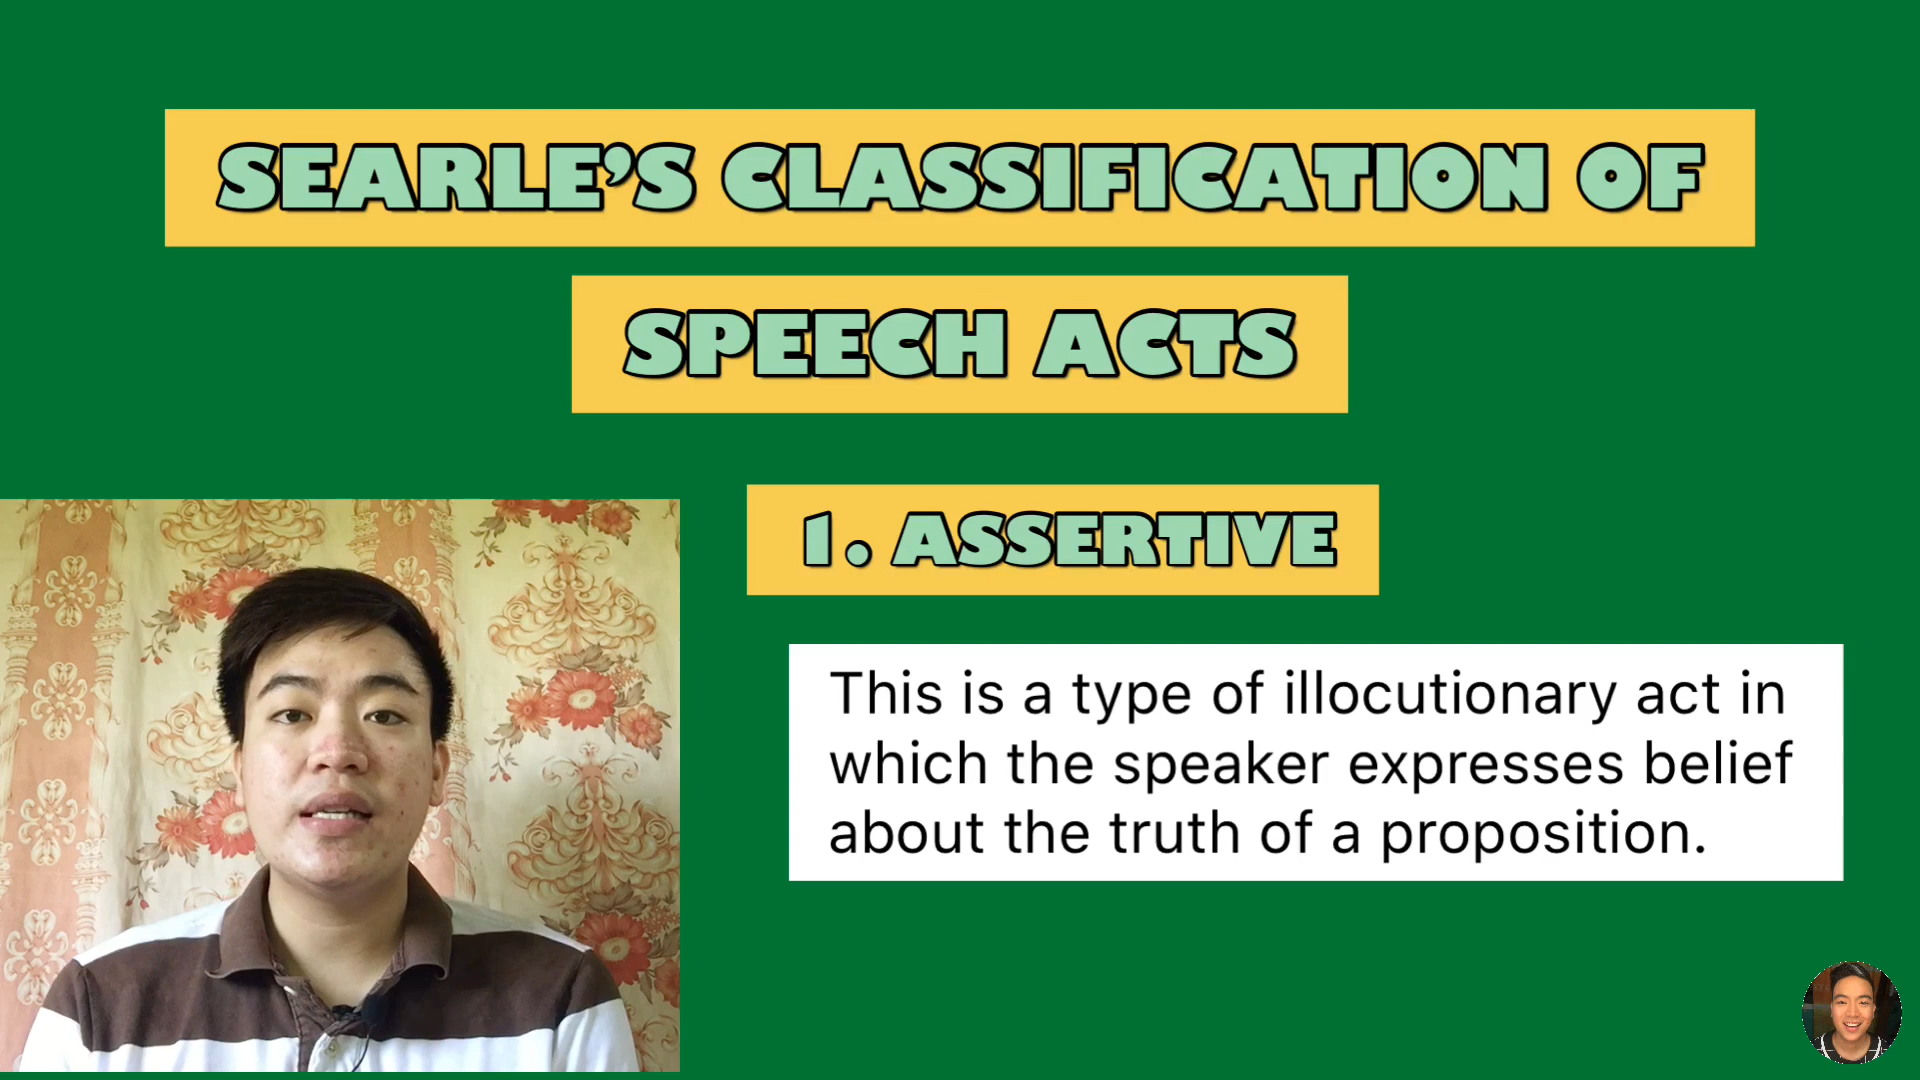 SEARLE’S CLASSIFICATION OF
SPEECH ACTS
1. ASSERTIVE
This is a type of illocutionary act in
which the speaker expresses belief
about the truth of a proposition.